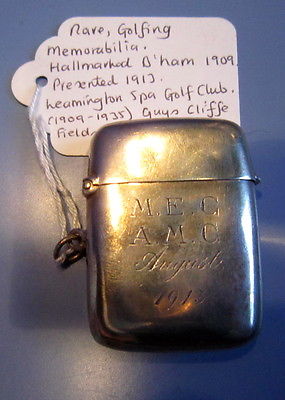 Rare, Golfing
Memorabilia.
Hallmarked B'ham 1909
Presented 1913.
Leamington Spa Golf Club.
(1909-1935) Guys Cliffe
Field
M.E.C
A.M.C
August.
1913